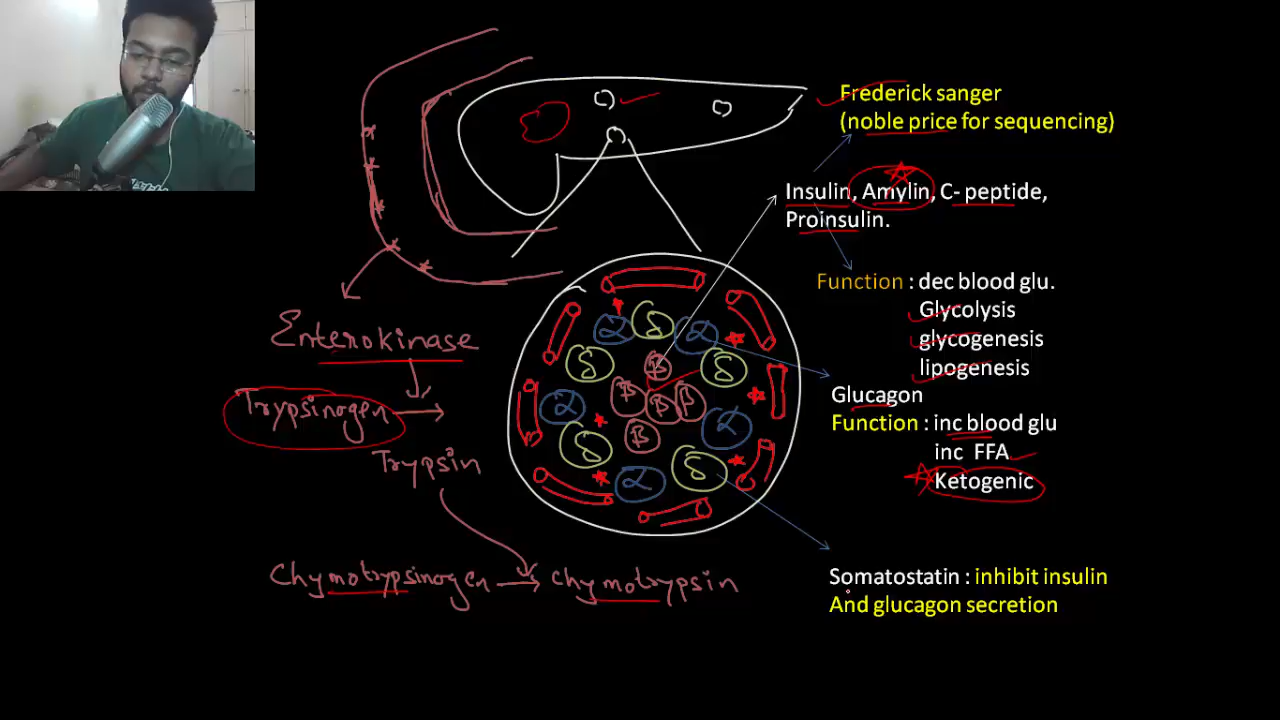 Frederick sanger
(noble price for sequencing)
Insulin, Amylin, C- peptide,
Proinsulin.
Function : dec blood glu.
Glycolysis
glycogenesis
lipogenesis
Glucagon
Function : inc blood glu
inc FFA
Ketogenic
Somatostatin : inhibit insulin
And glucagon secretion
Enterokinase
Trypsinogen
Trypsin
Chymotrypsinogen → Chymotrypsin
δ
α α
β
δ δ
β β β
α α
β
δ δ
α